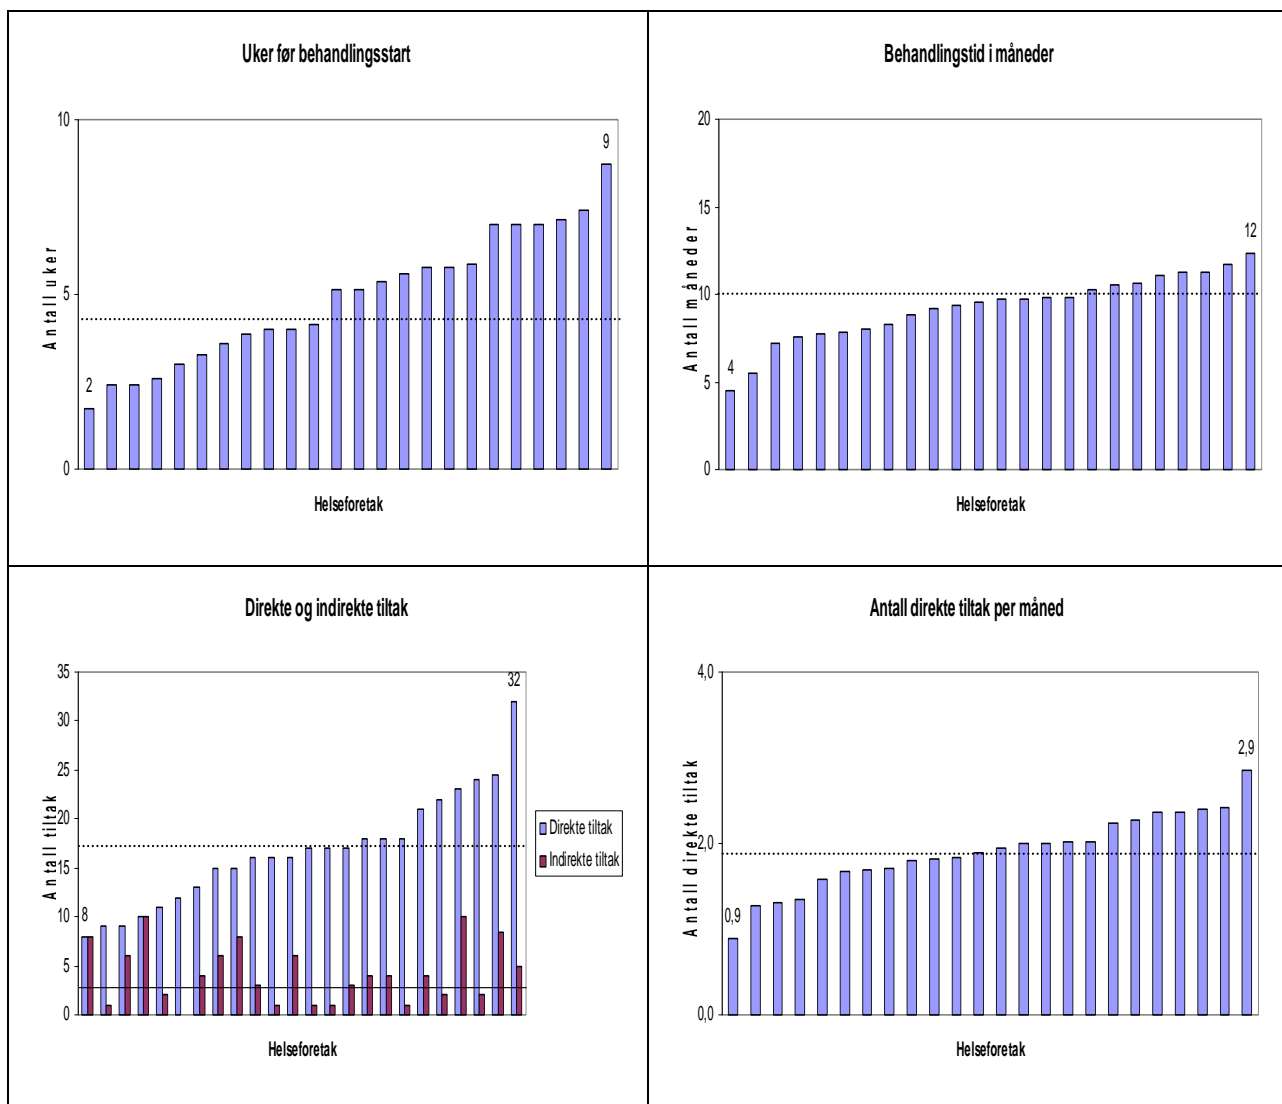 Uker før behandlingsstart
10
5
0
2
9
Antall uker
Helseforetak
Behandlingstid i måneder
20
15
10
5
0
4
12
Antall måneder
Helseforetak
Direkte og indirekte tiltak
35
30
25
20
15
10
5
0
8
32
Antall tiltak
Helseforetak
Direkte tiltak
Indirekte tiltak
Antall direkte tiltak per måned
4,0
2,0
0,0
0,9
2,9
Antall direkte tiltak
Helseforetak